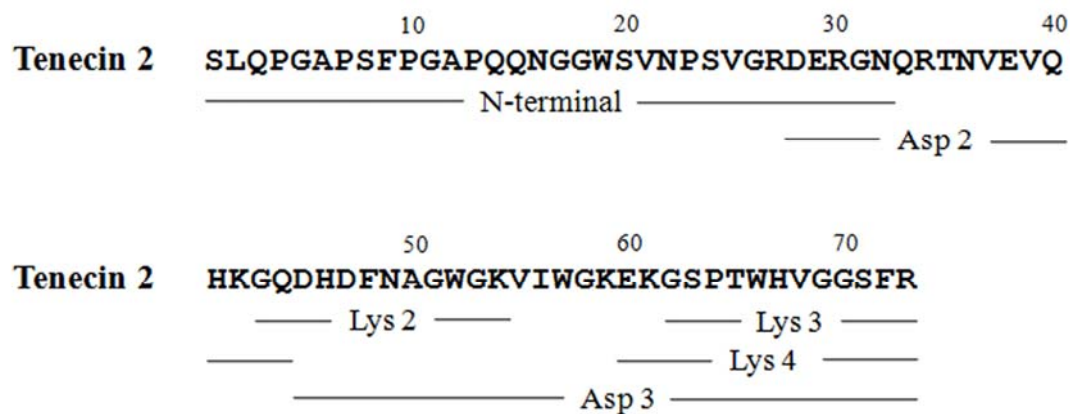 10 20 30 40
Tenecin 2 SLQPGAPSFPGAPQQNGGWSVNPSVGRDERGNQRTNVEVQ
N-terminal
Asp 2
50 60 70
Tenecin 2 HKGQDHDFNAGWGKVIWGKEKGSPTWHVGGSFR
Lys 2 Lys 3
Lys 4
Asp 3